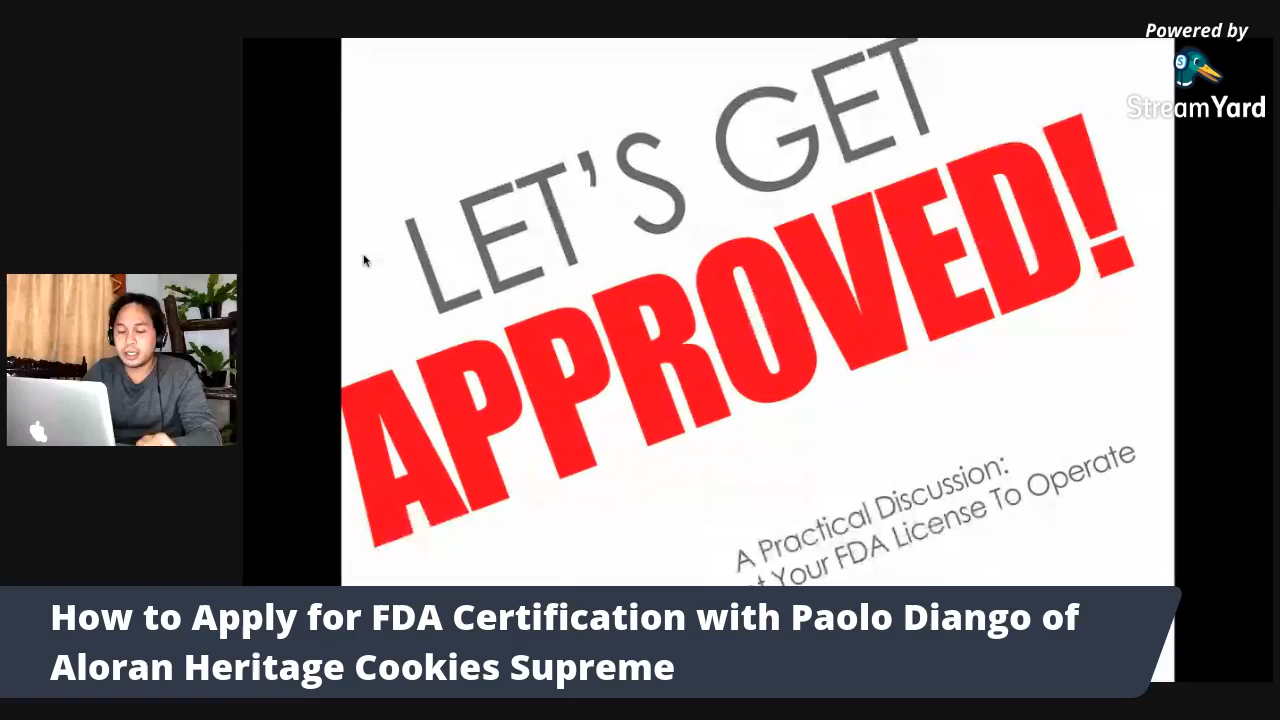 Powered by
StreamYard
LET'S GET
APPROVED!
A Practical Discussion:
Your FDA License To Operate
How to Apply for FDA Certification with Paolo Diango of
Aloran Heritage Cookies Supreme